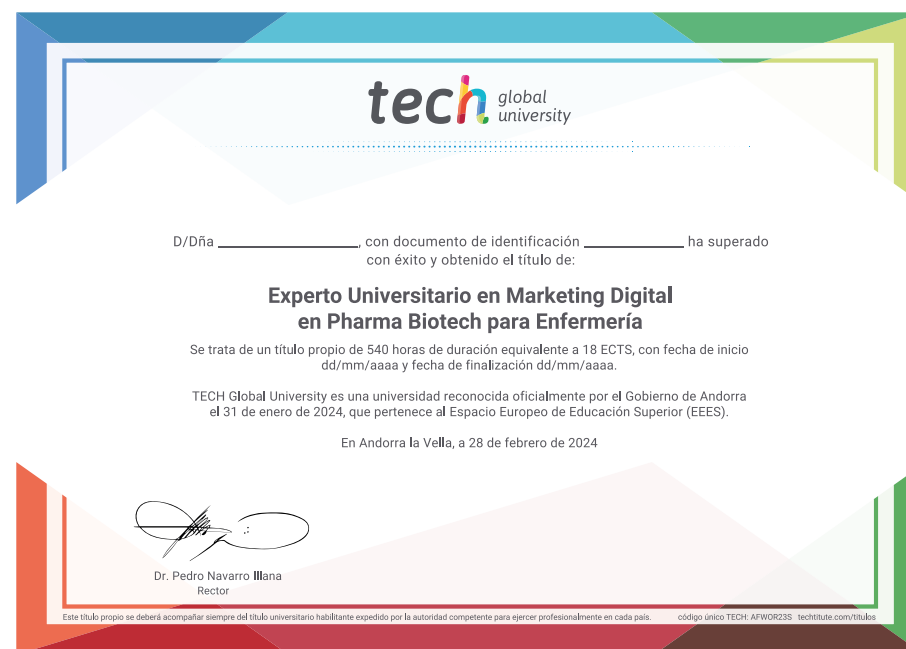 tech global university
D/Dña ____________, con documento de identificación ____________ ha superado
con éxito y obtenido el título de:
Experto Universitario en Marketing Digital
en Pharma Biotech para Enfermería
Se trata de un título propio de 540 horas de duración equivalente a 18 ECTS, con fecha de inicio
dd/mm/aaaa y fecha de finalización dd/mm/aaaa.
TECH Global University es una universidad reconocida oficialmente por el Gobierno de Andorra
el 31 de enero de 2024, que pertenece al Espacio Europeo de Educación Superior (EEES).
En Andorra la Vella, a 28 de febrero de 2024
Dr. Pedro Navarro Illana
Rector
Este título propio se deberá acompañar siempre del título universitario habilitante expedido por la autoridad competente para ejercer profesionalmente en cada país. código único TECH: AFWOR23S techtitute.com/titulos